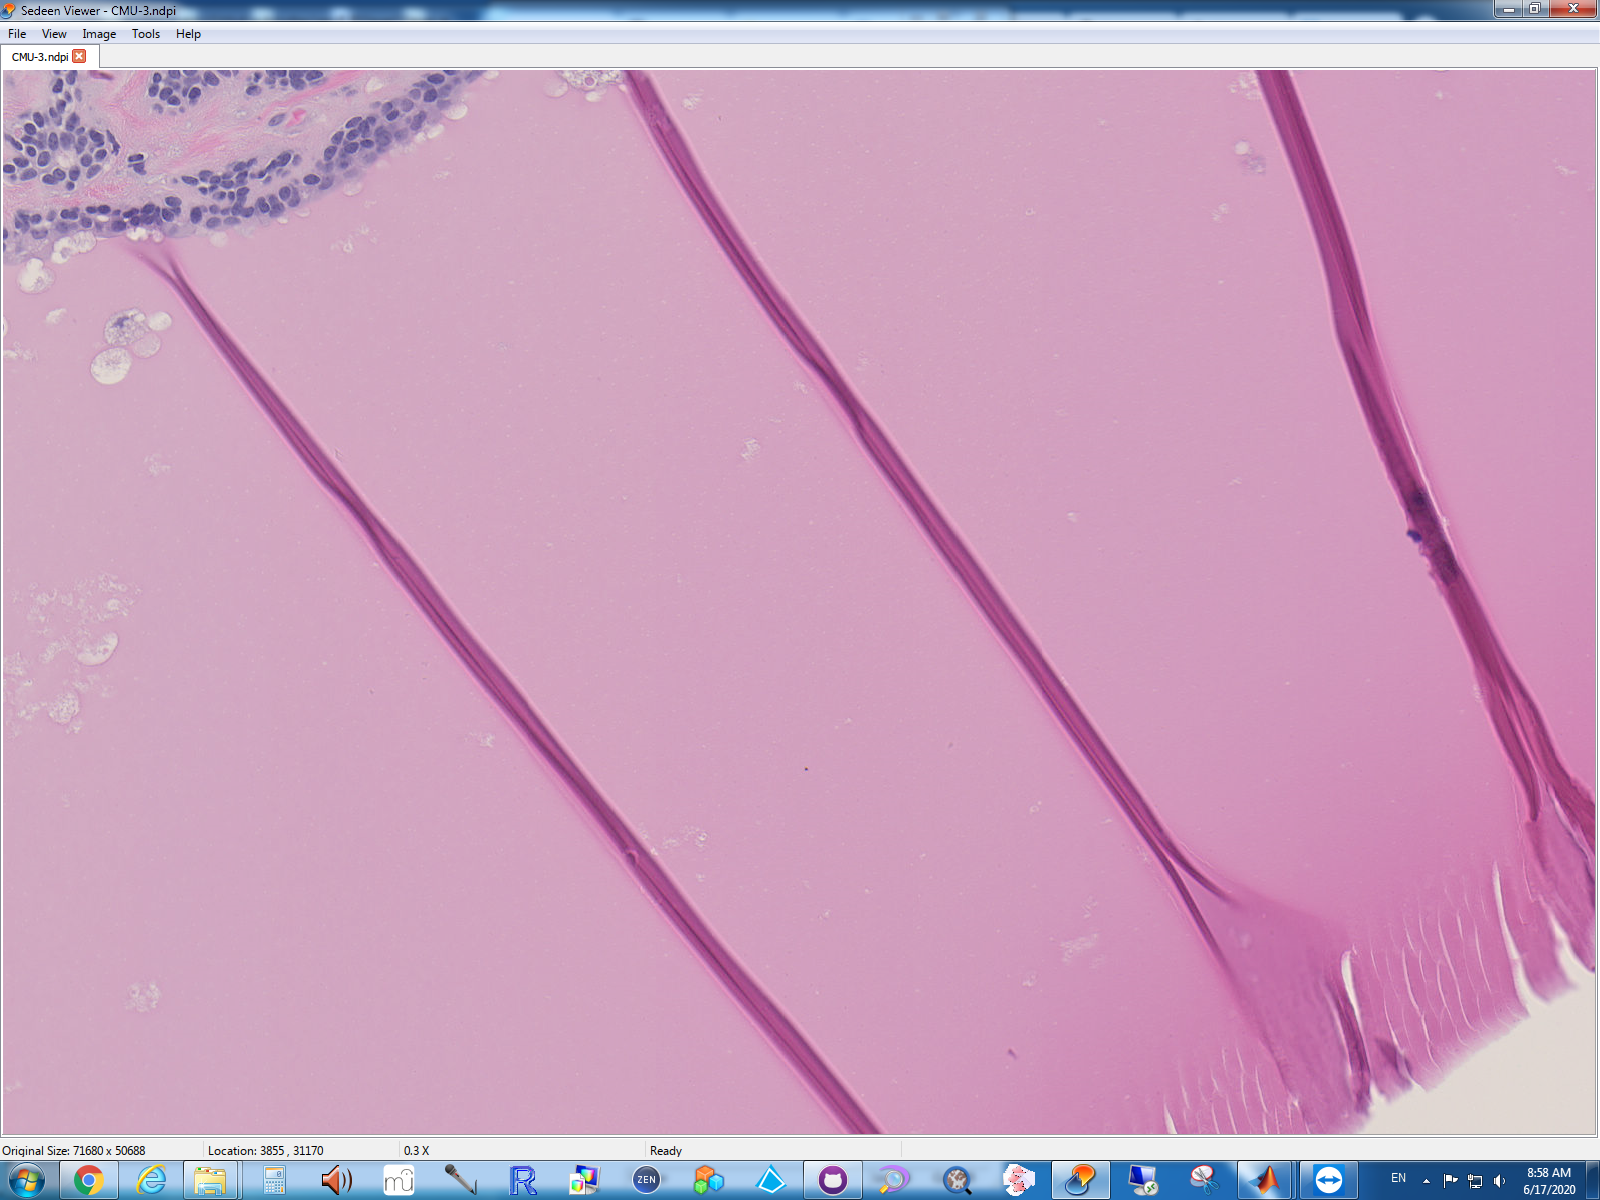 Sedeen Viewer - CMU-3.ndpi
File View Image Tools Help
CMU-3.ndpi
Original Size: 71680 x 50688 Location: 3855 , 31170 0.3 X Ready
mi
R
ZEN
EN
8:58 AM
6/17/2020